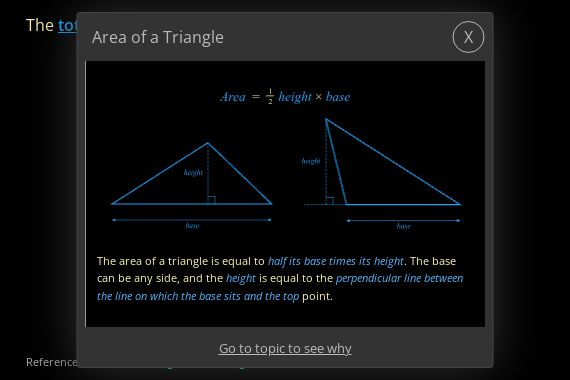 The
Area of a Triangle
X
Area = 1/2 height × base
height
base
height
base
The area of a triangle is equal to half its base times its height. The base
can be any side, and the height is equal to the perpendicular line between
the line on which the base sits and the top point.
Go to topic to see why